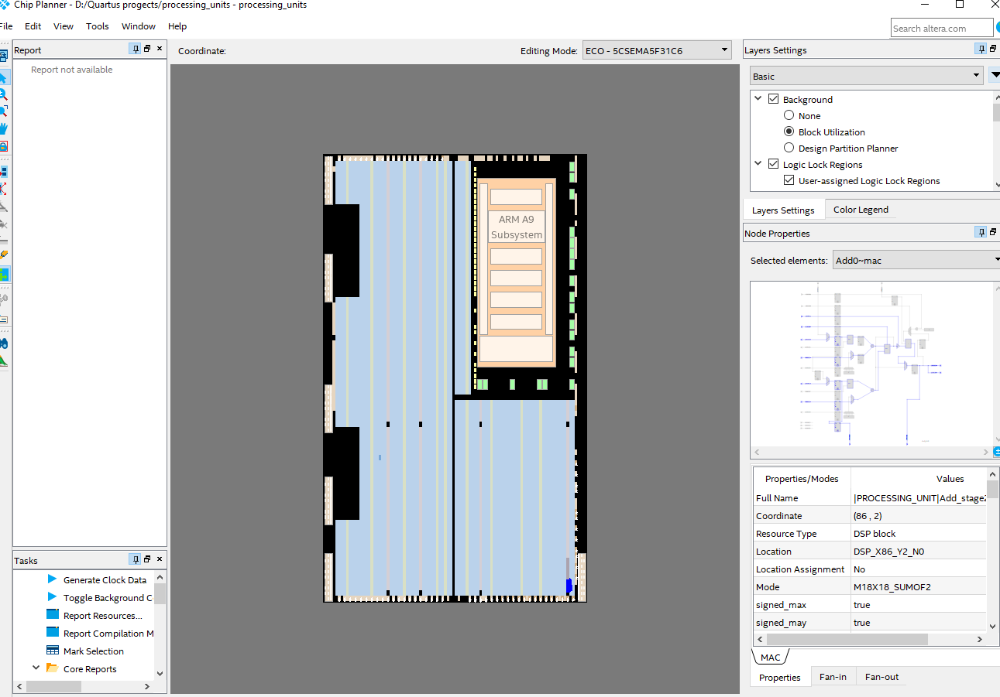 Chip Planner - D:/Quartus progects/processing_units - processing_units
File Edit View Tools Window Help
Search altera.com
Report
Report not available
Coordinate:
Editing Mode: ECO - 5CSEMA5F31C6
ARM A9
Subsystem
Layers Settings
Basic
Background
None
Block Utilization
Design Partition Planner
Logic Lock Regions
User-assigned Logic Lock Regions
Layers Settings Color Legend
Node Properties
Selected elements: Add0~mac
Properties/Modes Values
Full Name |PROCESSING_UNIT|Add_stage2
Coordinate (86 , 2)
Resource Type DSP block
Location DSP_X86_Y2_N0
Location Assignment No
Mode M18X18_SUMOF2
signed_max true
signed_may true
MAC
Properties Fan-in Fan-out
Tasks
Generate Clock Data
Toggle Background C
Report Resources...
Report Compilation M
Mark Selection
Core Reports